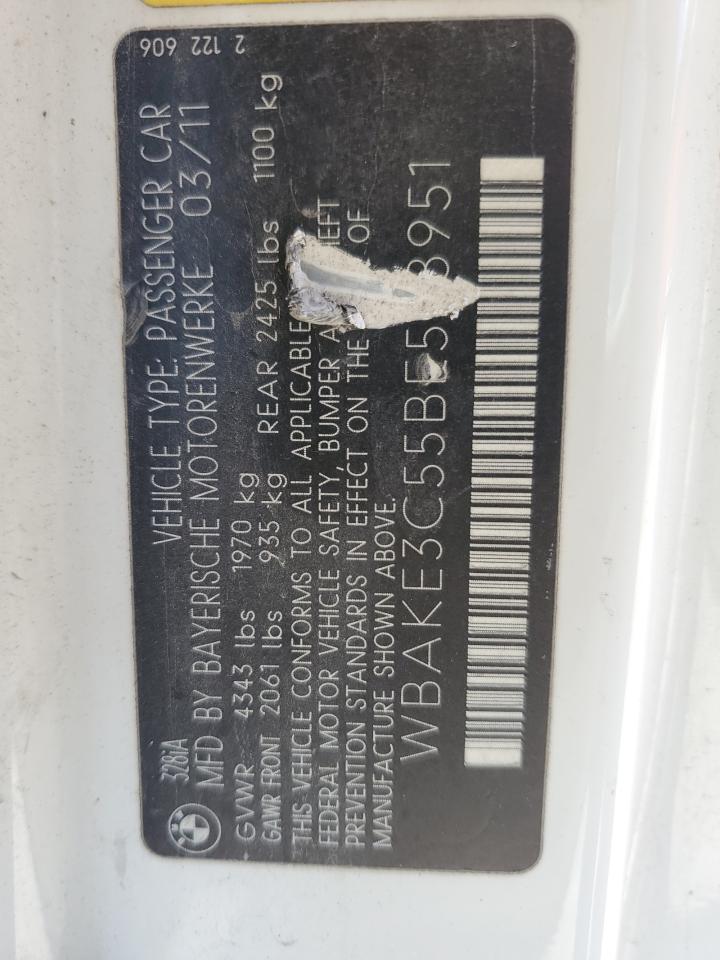 2 122 606
328iA VEHICLE TYPE: PASSENGER CAR
MFD BY BAYERISCHE MOTORENWERKE 03/11
GVWR 4343 lbs 1970 kg
GAWR FRONT 2061 lbs 935 kg REAR 2425 lbs 1100 kg
THIS VEHICLE CONFORMS TO ALL APPLICABLE
FEDERAL MOTOR VEHICLE SAFETY, BUMPER
PREVENTION STANDARDS IN EFFECT ON THE OF
MANUFACTURE SHOWN ABOVE.